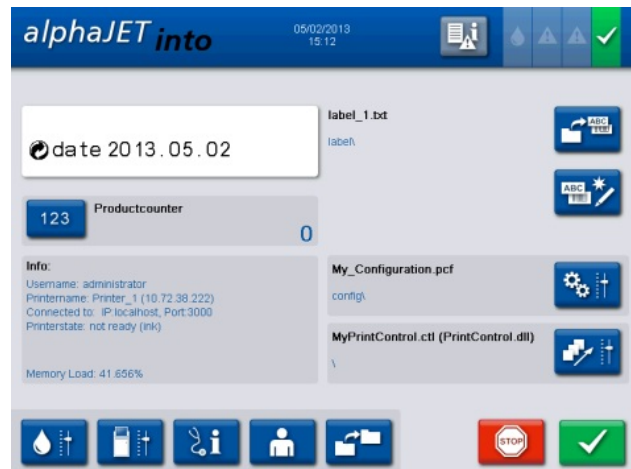 alphaJET into
05/02/2013
15:12
label_1.txt
label\
ABC
date 2013.05.02
ABC
123
Productcounter
0
Info:
Username: administrator
Printername: Printer_1 (10.72.38.222)
Connected to: IP:localhost, Port:3000
Printerstate: not ready (ink)
Memory Load: 41.656%
My_Configuration.pcf
config\
MyPrintControl.ctl (PrintControl.dll)
\
STOP